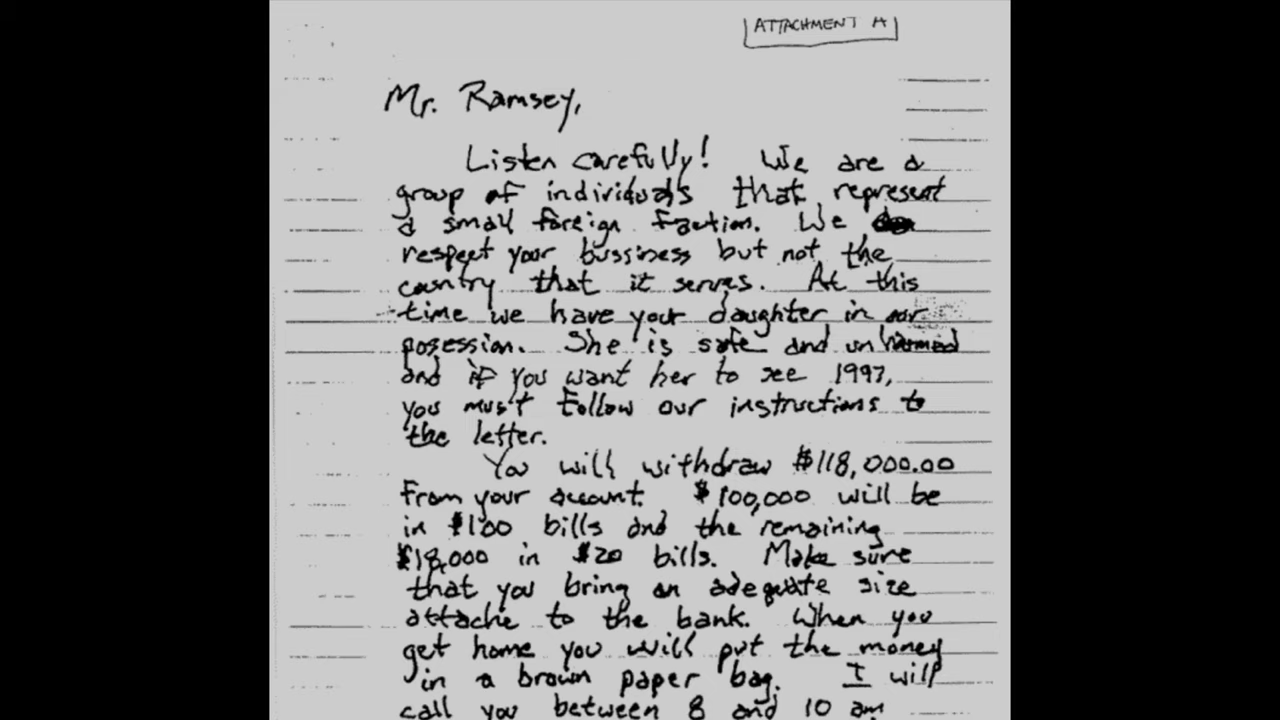 ATTACHMENT A
Mr. Ramsey,
Listen carefully! We are a
group of individuals that represent
a small foreign faction. We
respect your bussiness but not the
country that it serves. At this
time we have your daughter in our
posession. She is safe and unharmed
and if you want her to see 1997,
you must follow our instructions to
the letter.
You will withdraw $118,000.00
from your account. $100,000 will be
in $100 bills and the remaining
$18,000 in $20 bills. Make sure
that you bring an adequate size
attache to the bank. When you
get home you will put the money
in a brown paper bag. I will
call you between 8 and 10 am